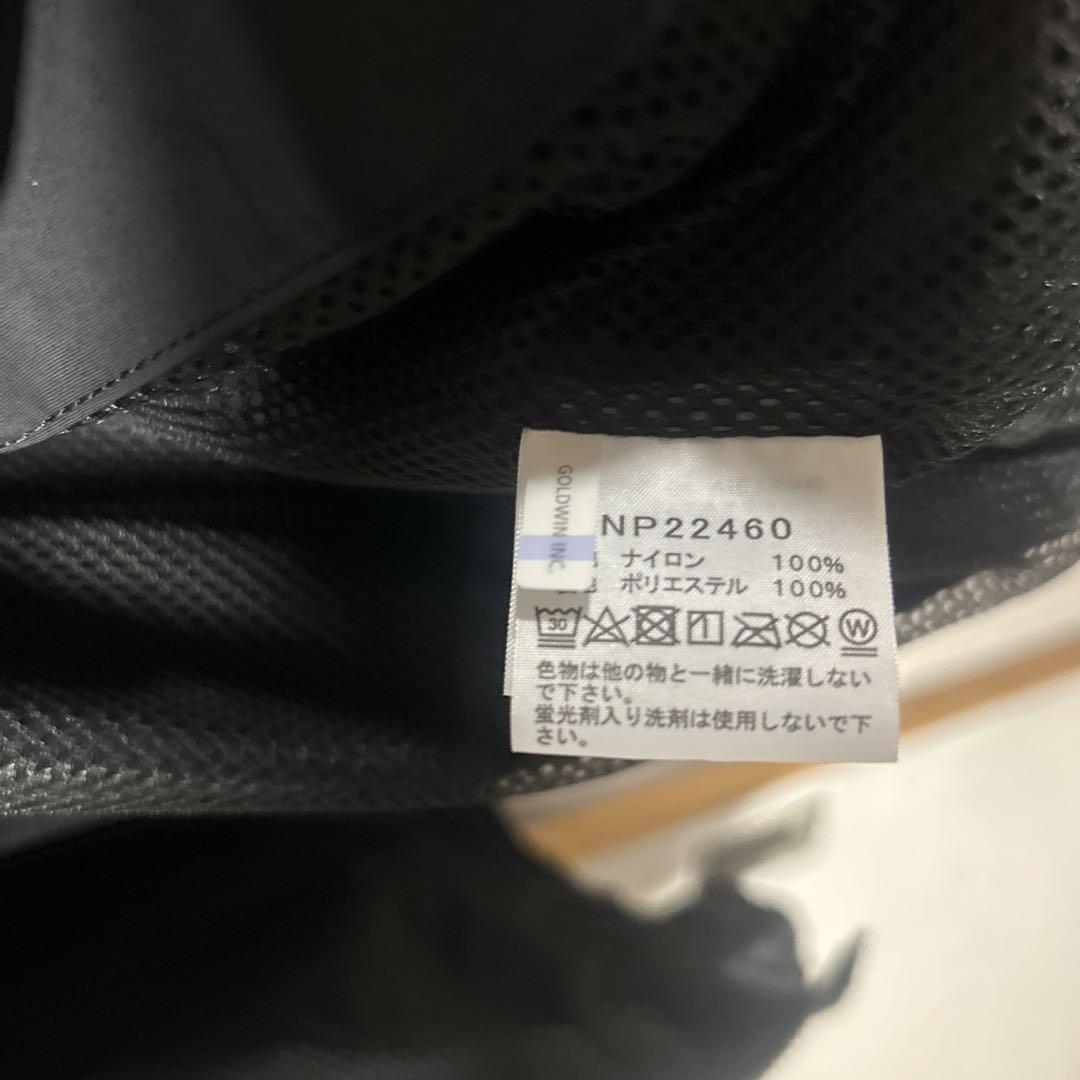 GOLDWIN INC.
NP22460
ナイロン 100%
ポリエステル 100%
30
W
色物は他の物と一緒に洗濯しない
で下さい。
蛍光剤入り洗剤は使用しないで下
さい。